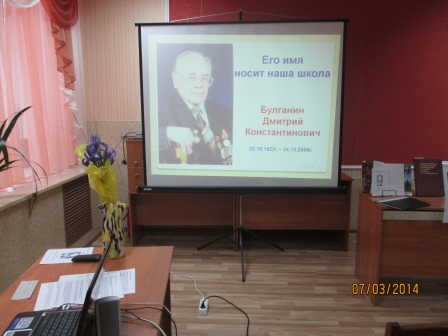 Его имя
носит наша школа
Булганин
Дмитрий
Константинович
07/03/2014